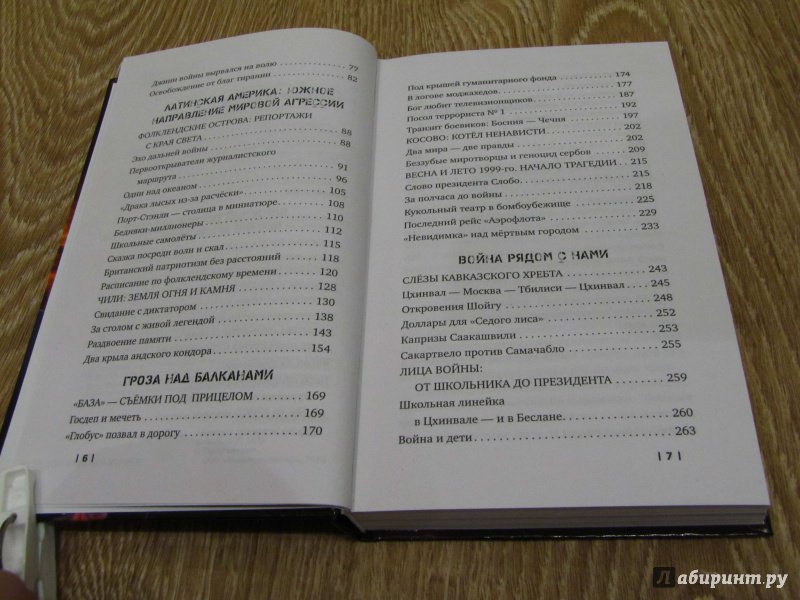 Джинн войны вырвался на волю 77
Освобождение от благ тирании 82
ЛАТИНСКАЯ АМЕРИКА: ЮЖНОЕ
НАПРАВЛЕНИЕ МИРОВОЙ АГРЕССИИ
ФОЛКЛЕНДСКИЕ ОСТРОВА: РЕПОРТАЖИ
С КРАЯ СВЕТА 88
Эхо дальней войны 88
Первооткрыватели журналистского
маршрута 91
Одни над океаном 96
«Драка лысых из-за расчёски» 105
Порт-Стэнли — столица в миниатюре 108
Бедняки-миллионеры 110
Школьные самолёты 112
Сказка посреди волн и скал 115
Британский патриотизм без расстояний 118
Расписание по фолклендскому времени 120
ЧИЛИ: ЗЕМЛЯ ОГНЯ И КАМНЯ 128
Свидание с диктатором 130
За столом с живой легендой 138
Раздвоение памяти 143
Два крыла андского кондора 154
ГРОЗА НАД БАЛКАНАМИ
«БАЗА» — СЪЁМКИ ПОД ПРИЦЕЛОМ 169
Госдеп и мечеть 169
«Глобус» позвал в дорогу 170
| 6 |
Под крышей гуманитарного фонда 174
В логове моджахедов 177
Бог любит телевизионщиков 187
Посол террориста № 1 192
Транзит боевиков: Босния — Чечня 197
КОСОВО: КОТЁЛ НЕНАВИСТИ 202
Два мира — две правды 202
Беззубые миротворцы и геноцид сербов 209
ВЕСНА И ЛЕТО 1999-го. НАЧАЛО ТРАГЕДИИ 215
Слово президента Слобо 215
За полчаса до войны 218
Кукольный театр в бомбоубежище 225
Последний рейс «Аэрофлота» 229
«Невидимка» над мёртвым городом 233
ВОЙНА РЯДОМ С НАМИ
СЛЁЗЫ КАВКАЗСКОГО ХРЕБТА 243
Цхинвал — Москва — Тбилиси — Цхинвал 245
Откровения Шойгу 248
Доллары для «Седого лиса» 252
Капризы Саакашвили 253
Сакартвело против Самачабло 255
ЛИЦА ВОЙНЫ:
ОТ ШКОЛЬНИКА ДО ПРЕЗИДЕНТА 259
Школьная линейка
в Цхинвале — и в Беслане 260
Война и дети 263
| 7 |
Лабиринт.ру